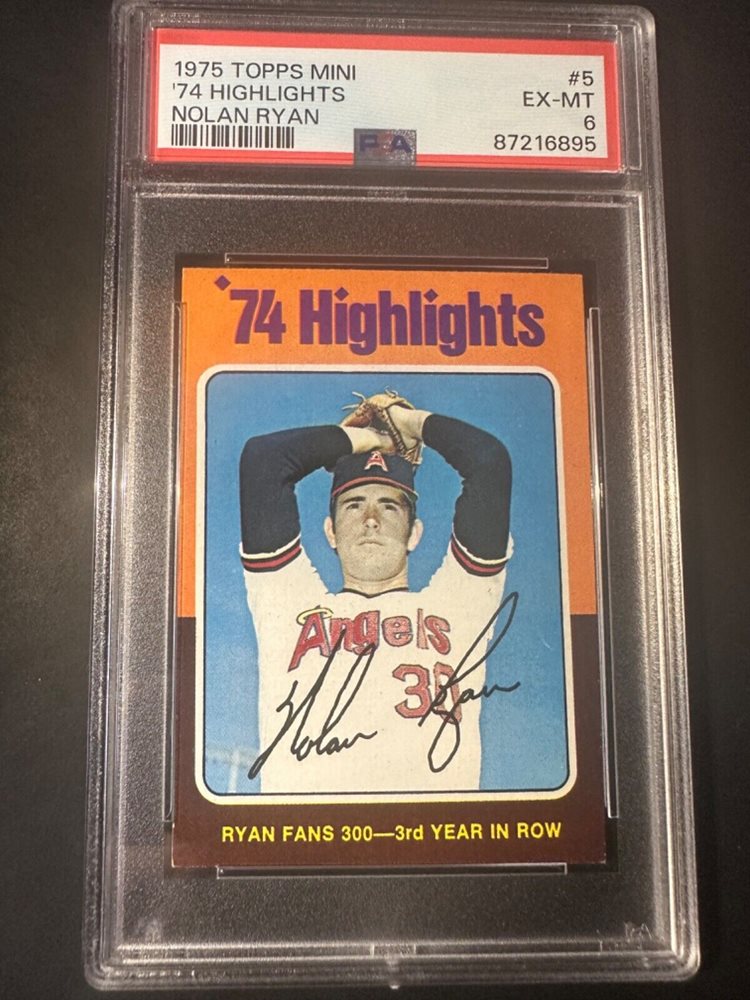 1975 TOPPS MINI #5
'74 HIGHLIGHTS EX-MT
NOLAN RYAN 6
PSA 87216895
'74 Highlights
A
Angels
30
Nolan Ryan
RYAN FANS 300—3rd YEAR IN ROW